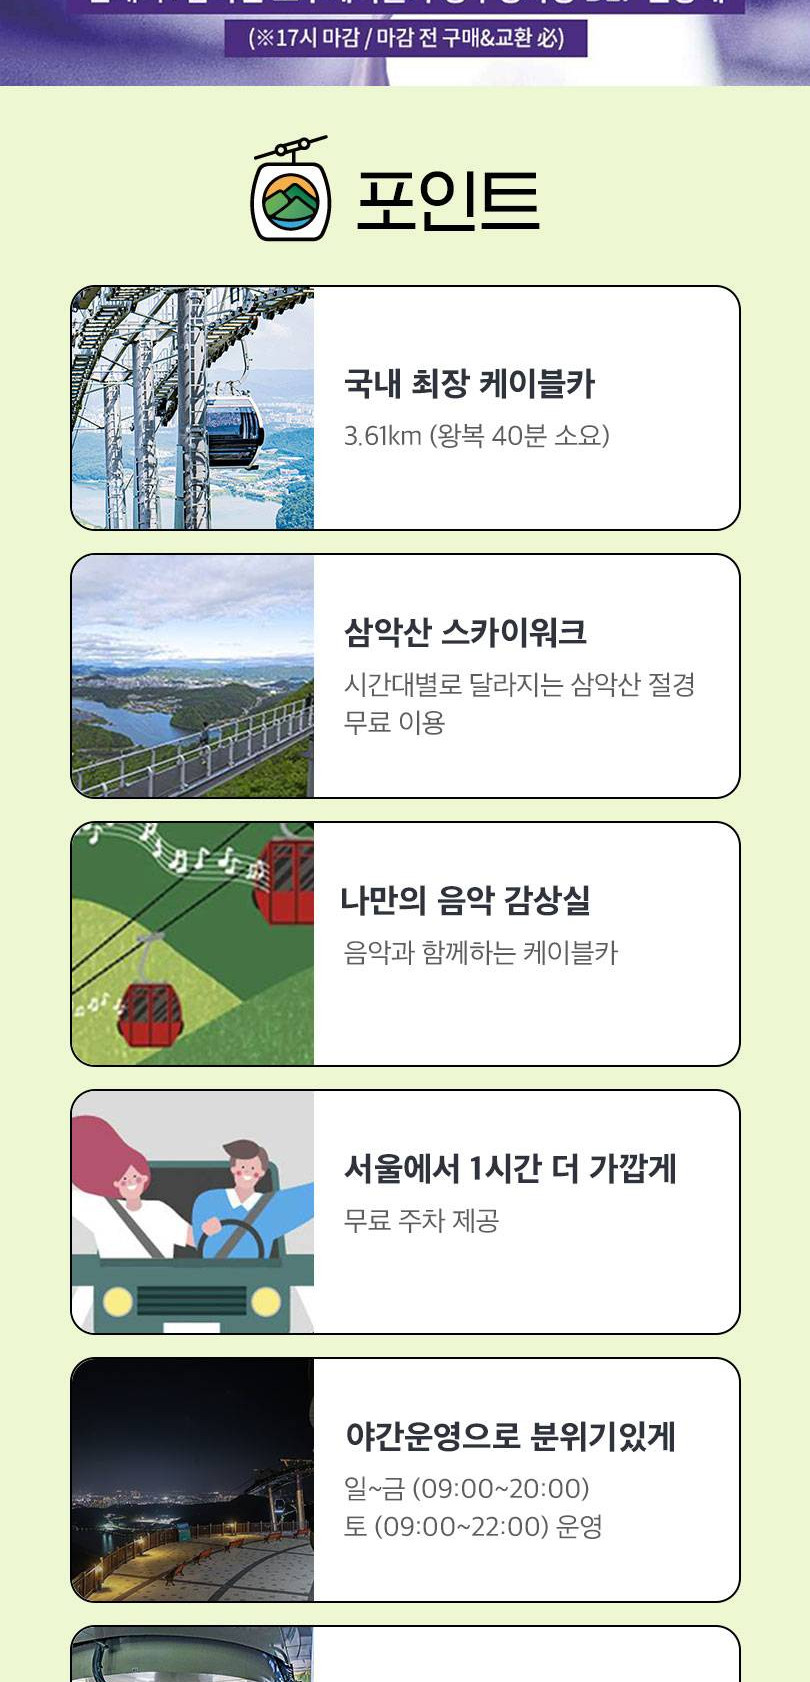 (※17시 마감 / 마감 전 구매&교환 必)
포인트
국내 최장 케이블카
3.61km (왕복 40분 소요)
삼악산 스카이워크
시간대별로 달라지는 삼악산 절경
무료 이용
나만의 음악 감상실
음악과 함께하는 케이블카
서울에서 1시간 더 가깝게
무료 주차 제공
야간운영으로 분위기있게
일~금 (09:00~20:00)
토 (09:00~22:00) 운영